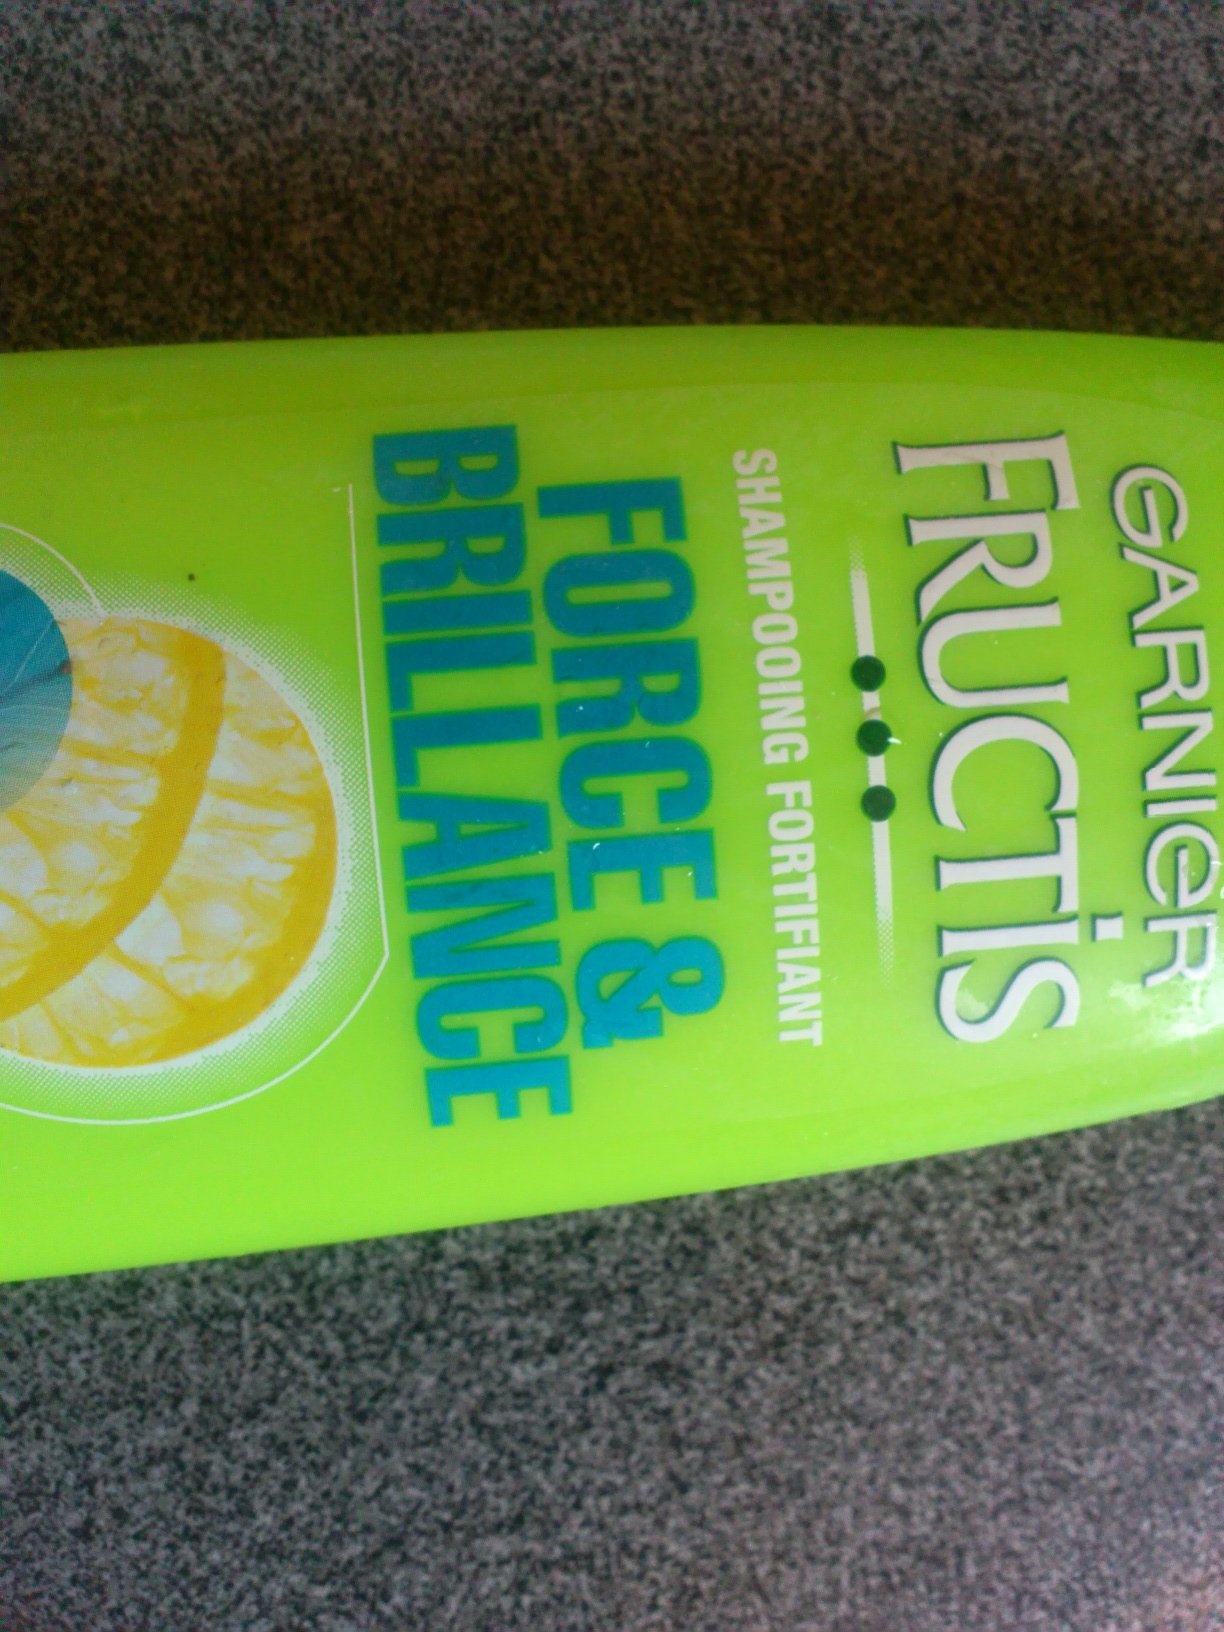 GARNIER
FRUCTIS
SHAMPOOING FORTIFIANT
FORCE &
BRILLANCE